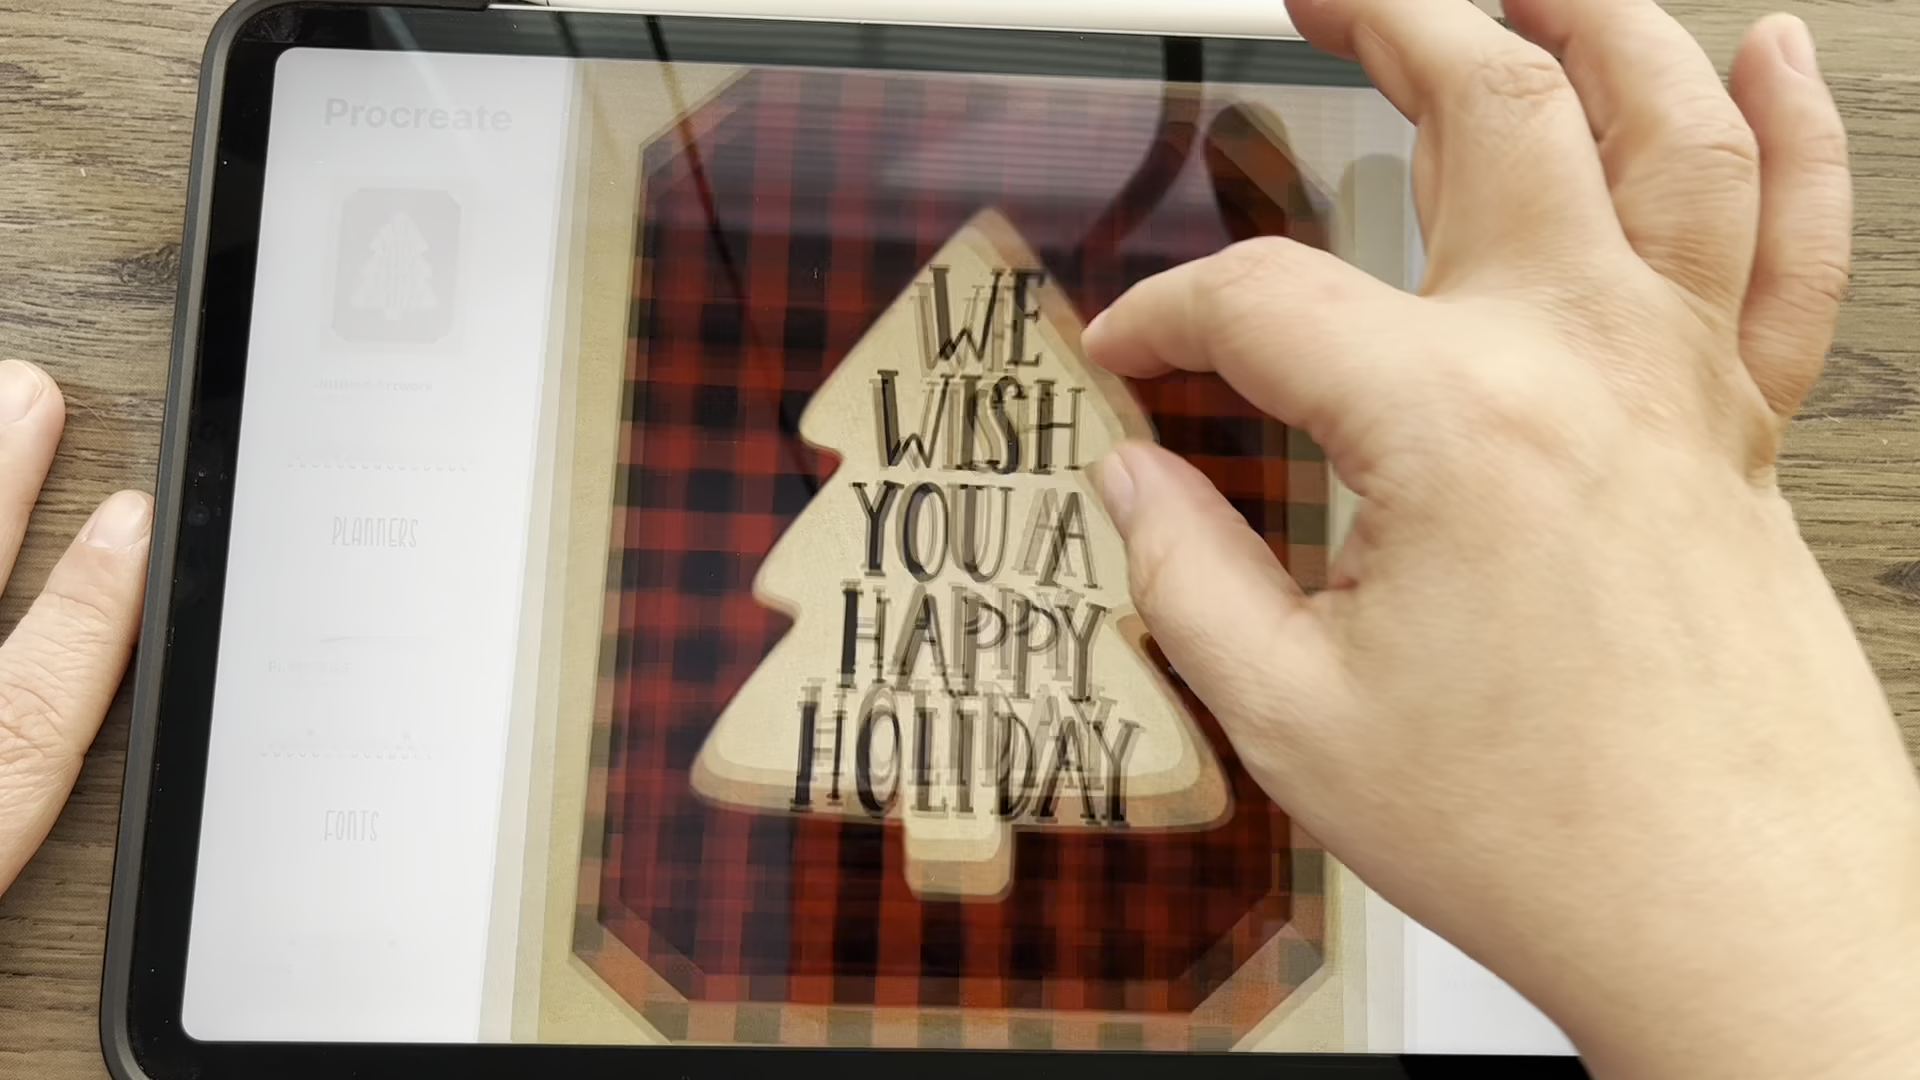 Procreate
WE
WISH
YOU A
HAPPY
HOLIDAY
PLANNERS
FONTS